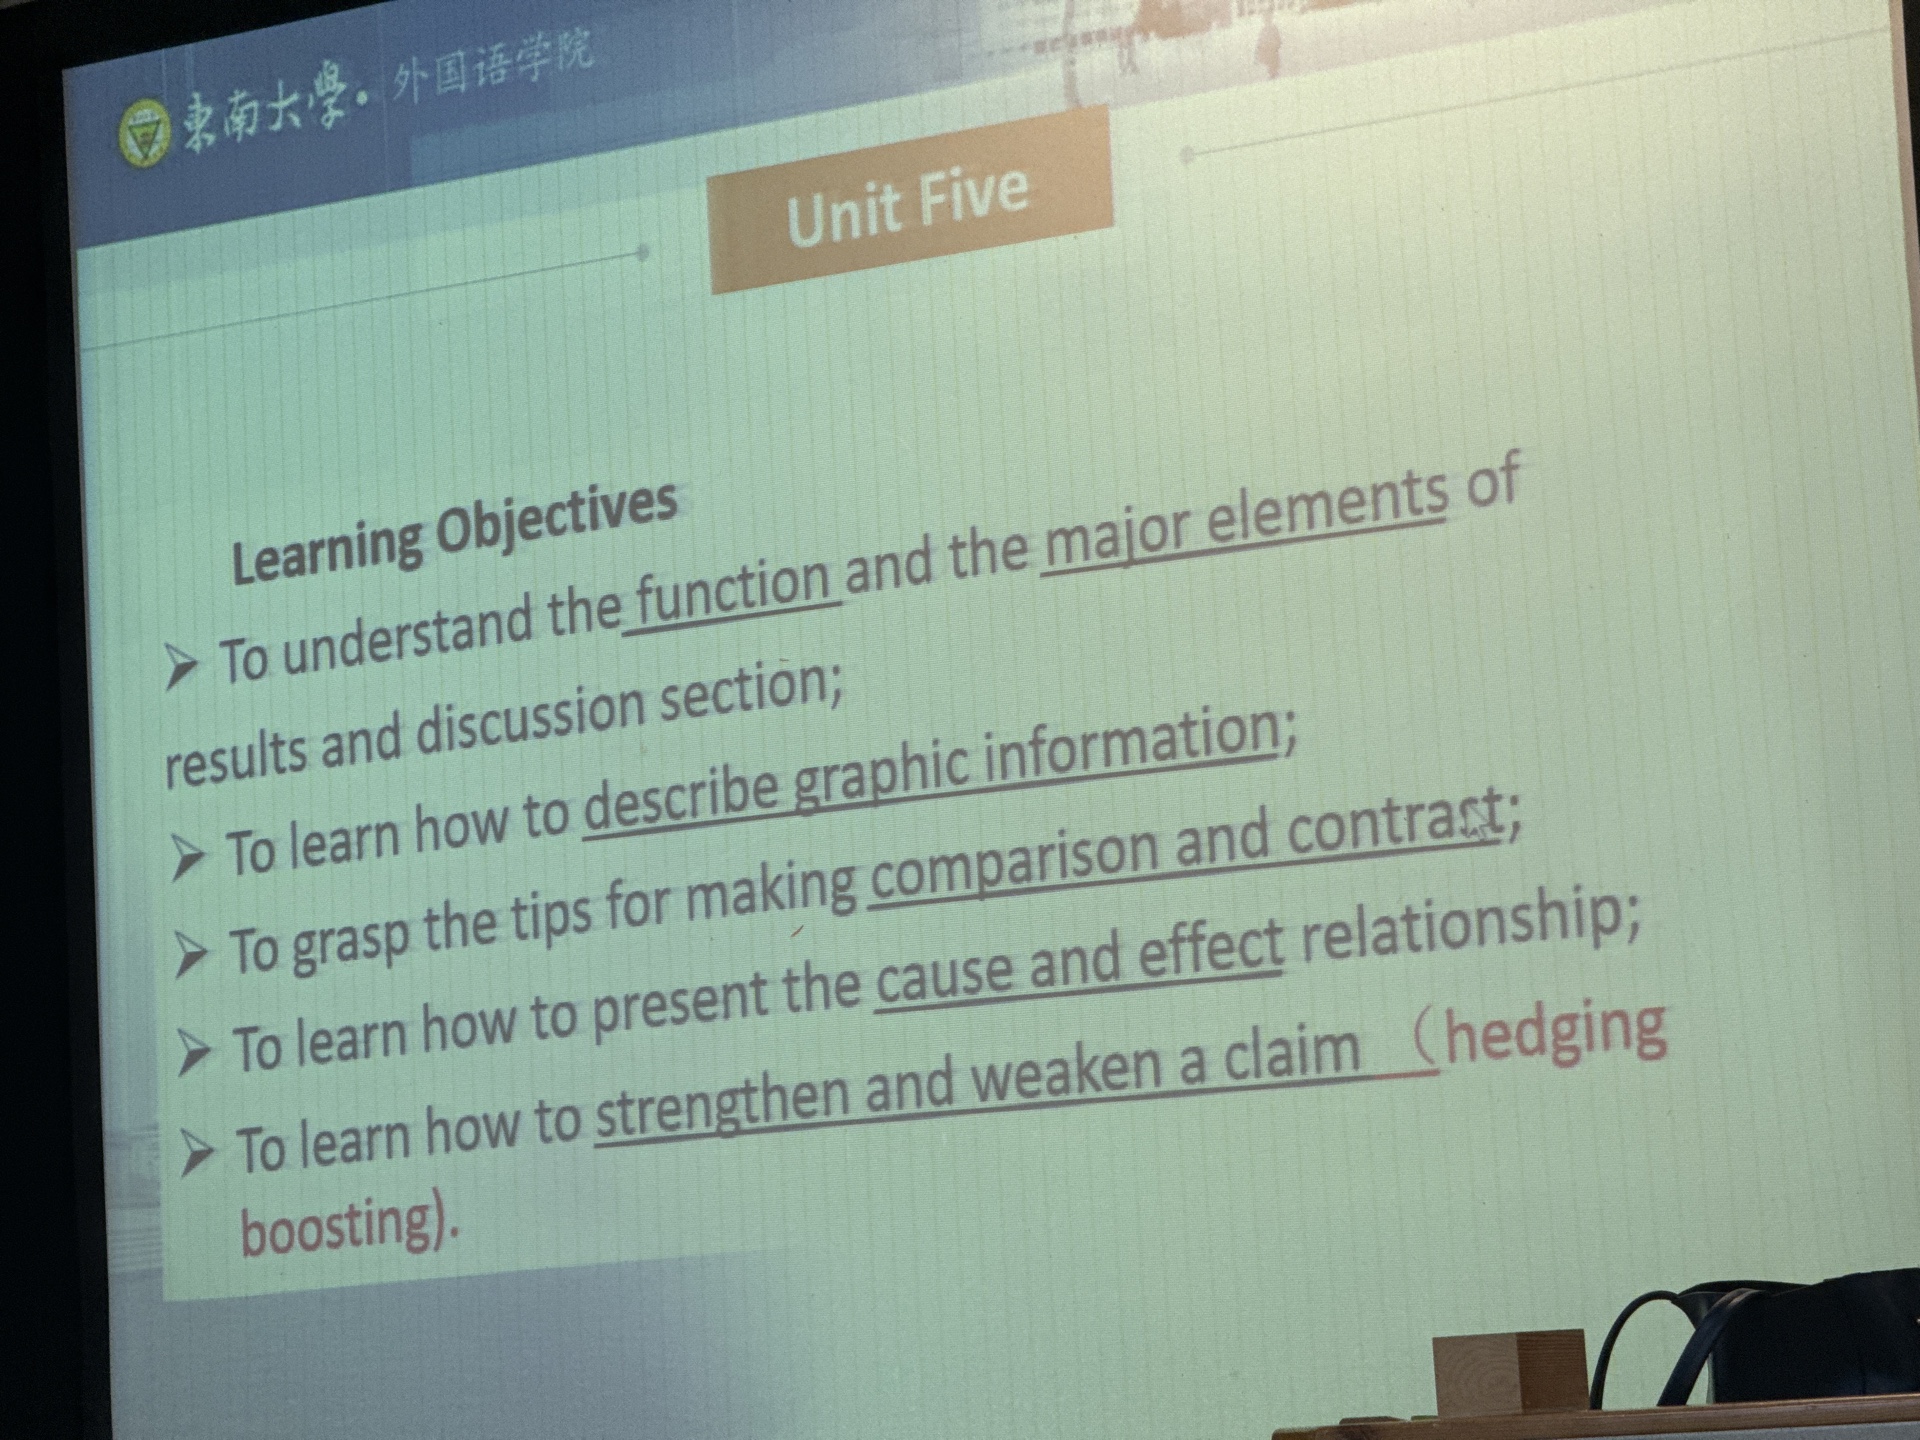 東南大學·外国语学院
Unit Five
Learning Objectives
➢ To understand the function and the major elements of
results and discussion section;
➢ To learn how to describe graphic information;
➢ To grasp the tips for making comparison and contrast;
➢ To learn how to present the cause and effect relationship;
➢ To learn how to strengthen and weaken a claim （hedging
boosting).